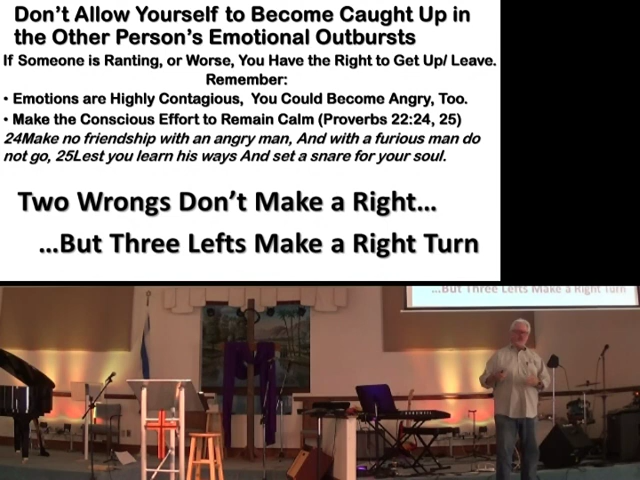 Don't Allow Yourself to Become Caught Up in
the Other Person's Emotional Outbursts
If Someone is Ranting, or Worse, You Have the Right to Get Up/ Leave.
Remember:
• Emotions are Highly Contagious, You Could Become Angry, Too.
• Make the Conscious Effort to Remain Calm (Proverbs 22:24, 25)
24Make no friendship with an angry man, And with a furious man do
not go, 25Lest you learn his ways And set a snare for your soul.
Two Wrongs Don't Make a Right…
…But Three Lefts Make a Right Turn
…But Three Lefts Make a Right Turn